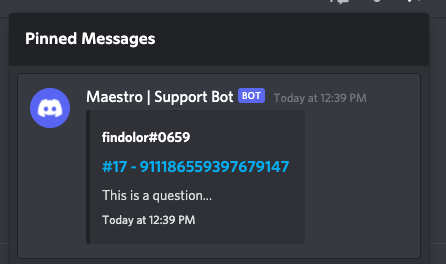 Pinned Messages
Maestro | Support Bot BOT Today at 12:39 PM
findolor#0659
#17 - 911186559397679147
This is a question...
Today at 12:39 PM